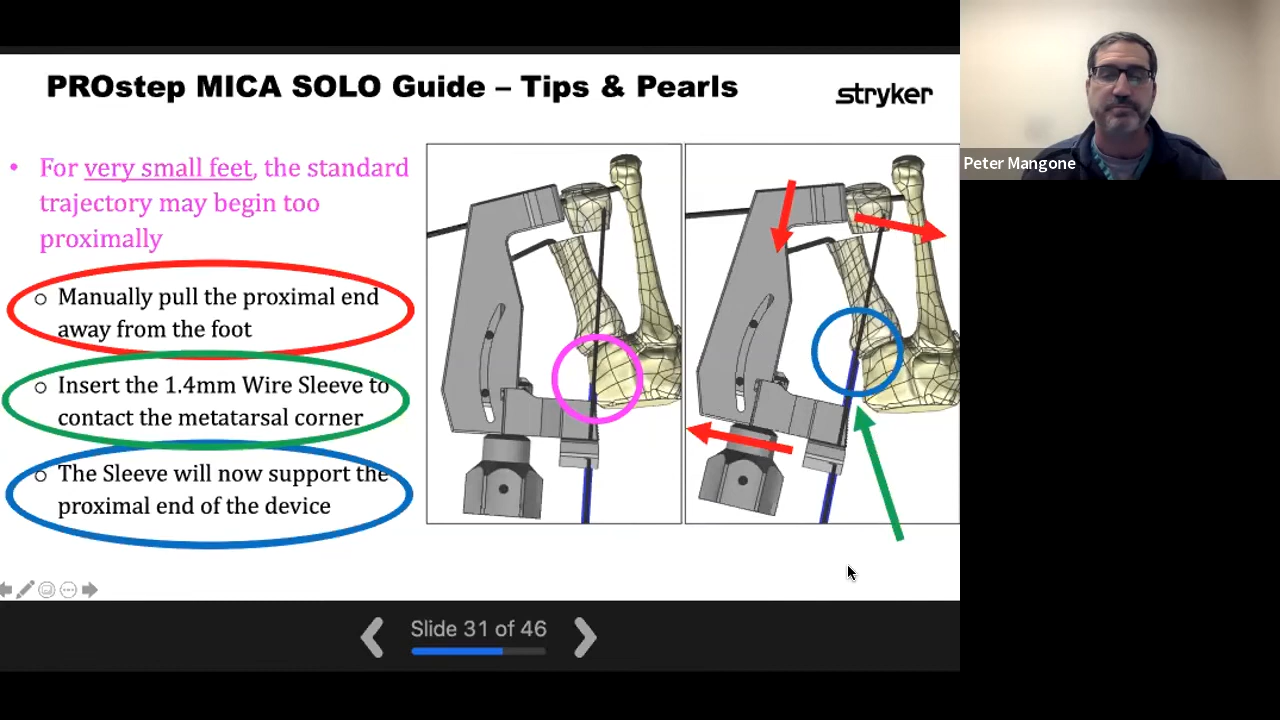 PROstep MICA SOLO Guide – Tips & Pearls
stryker
Peter Mangone
• For very small feet, the standard
trajectory may begin too
proximally
o Manually pull the proximal end
away from the foot
o Insert the 1.4mm Wire Sleeve to
contact the metatarsal corner
o The Sleeve will now support the
proximal end of the device
Slide 31 of 46